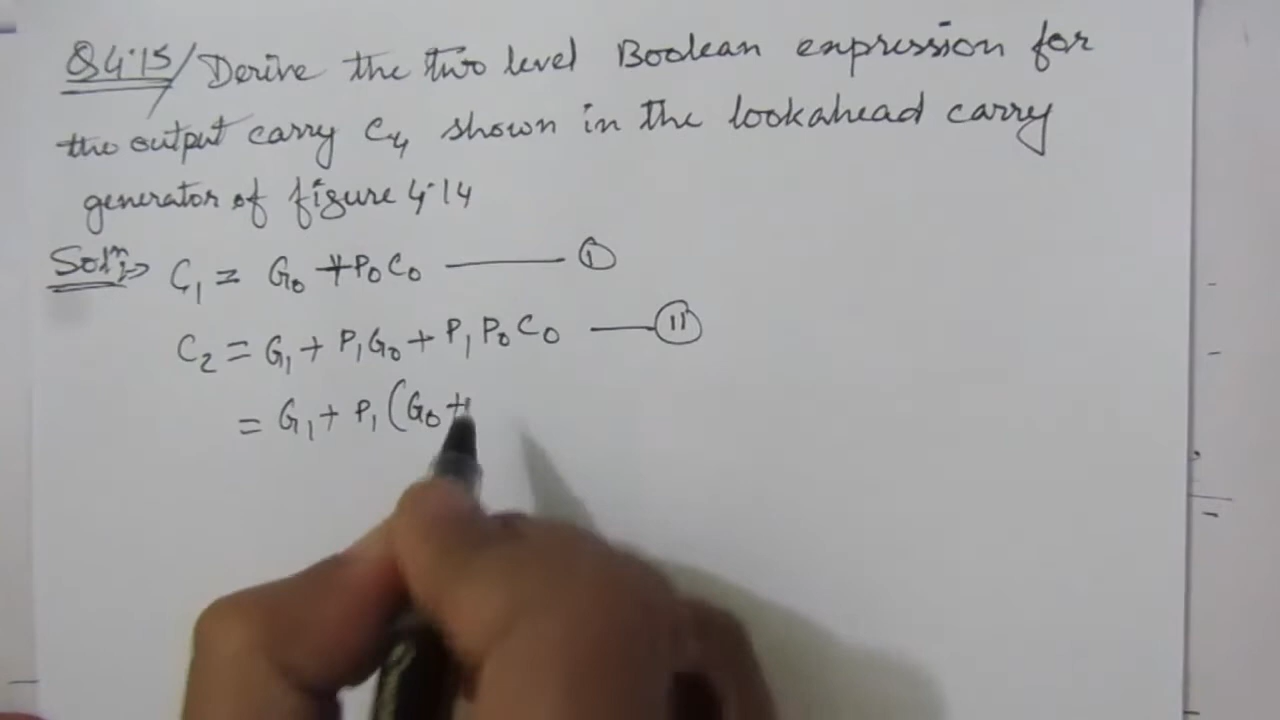 Q4.15/ Derive the two level Boolean expression for
the output carry C4 shown in the lookahead carry
generator of figure 4.14
Solⁿ:-> C₁ = G₀ + P₀C₀ —— I
C₂ = G₁ + P₁G₀ + P₁P₀C₀ —— II
= G₁ + P₁(G₀ +